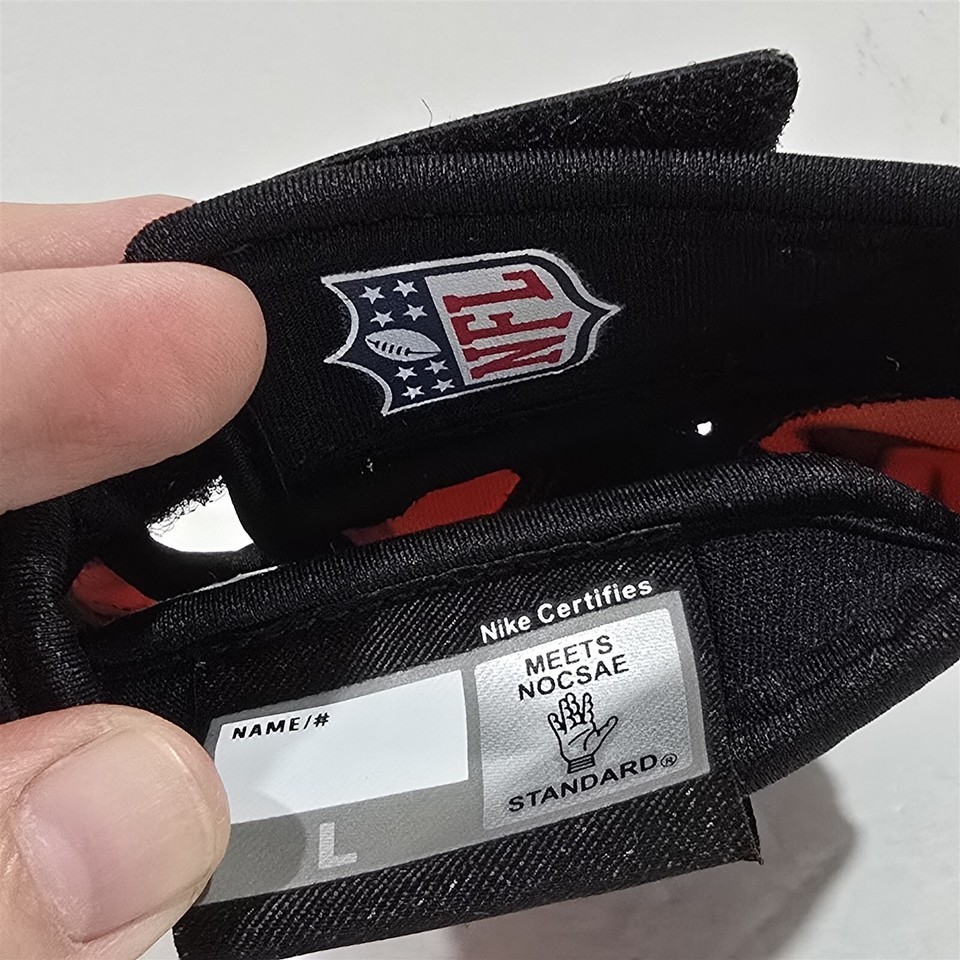 NFL
Nike Certifies
MEETS
NOCSAE
STANDARD®
NAME/#
L